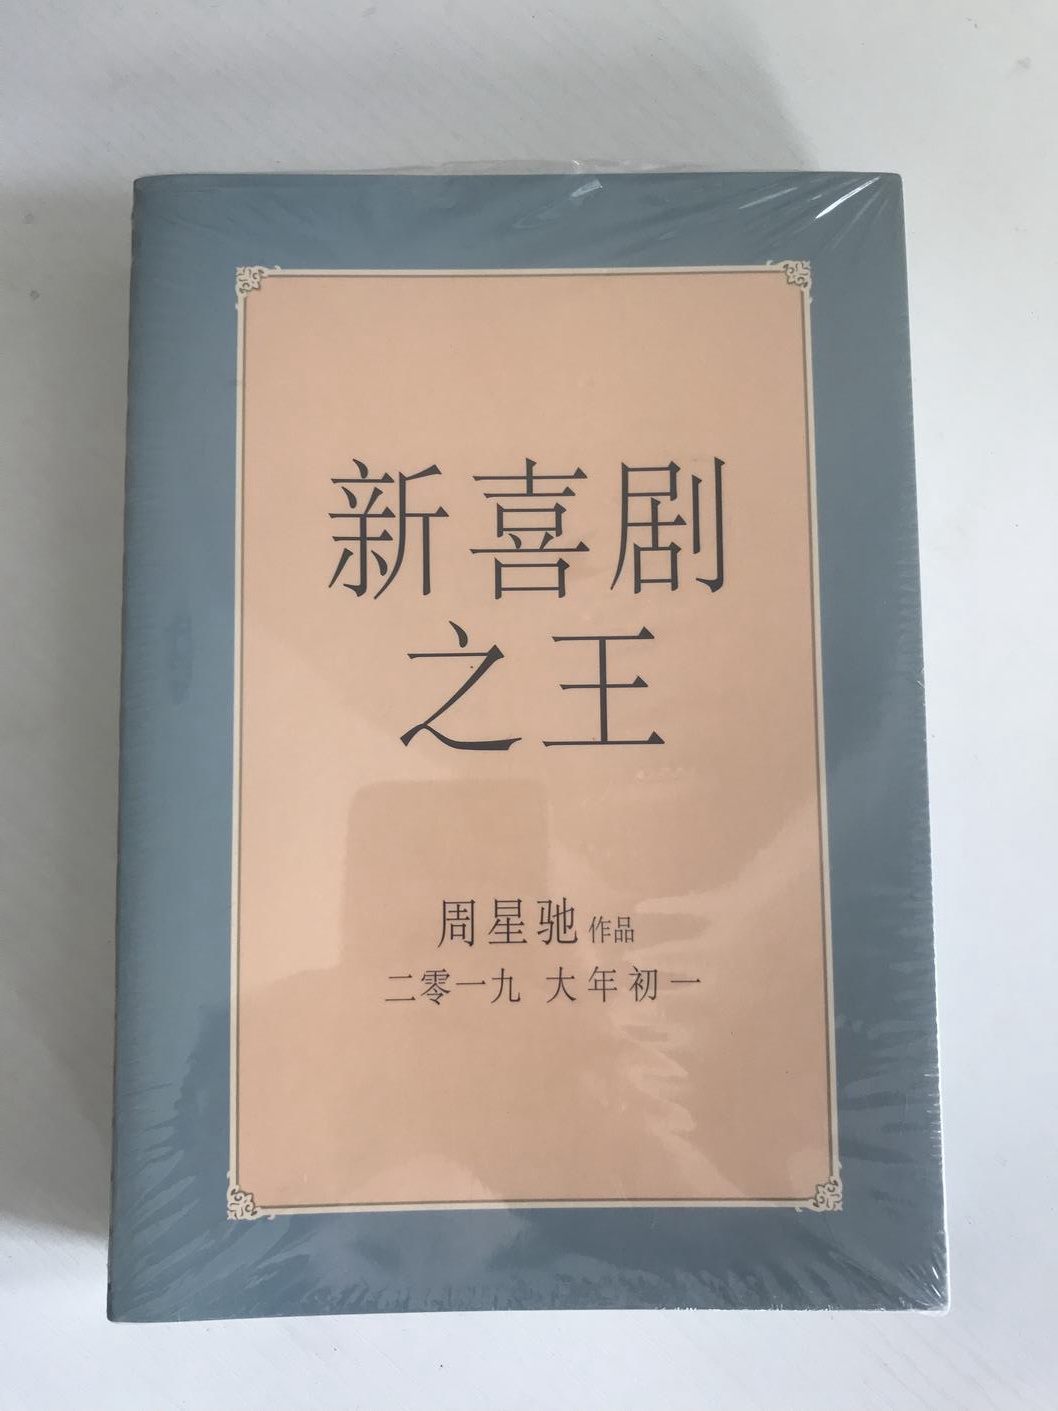 新喜剧
之王
周星驰 作品
二零一九 大年初一